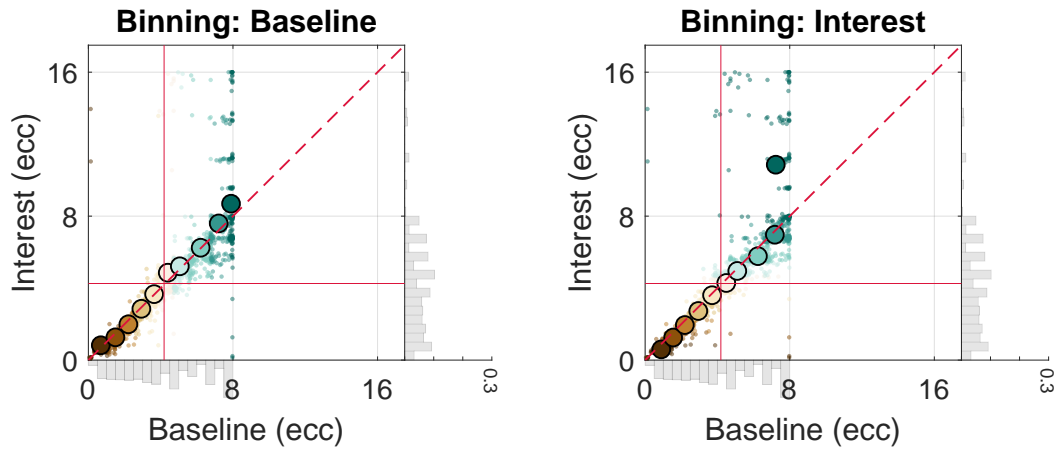 Binning: Baseline
16
8
0
Interest (ecc)
0
8
16
0.3
Baseline (ecc)
Binning: Interest
16
8
0
Interest (ecc)
0
8
16
0.3
Baseline (ecc)